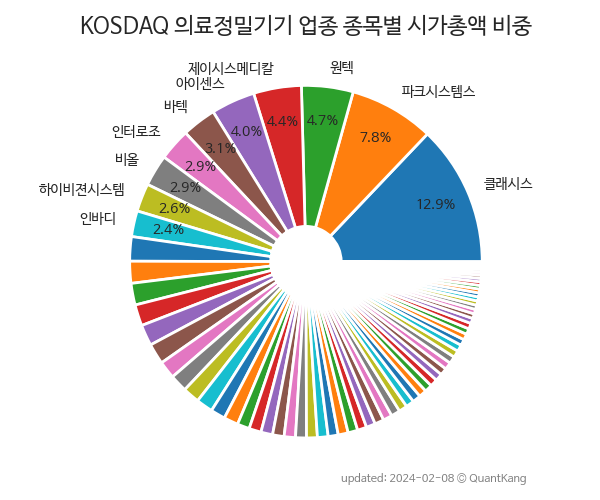 KOSDAQ 의료정밀기기 업종 종목별 시가총액 비중
제이시스메디칼
원텍
아이센스
파크시스템스
바텍
인터로조
비올
클래시스
하이비젼시스템
인바디
4.4%
4.7%
4.0%
7.8%
3.1%
2.9%
2.9%
12.9%
2.6%
2.4%
updated: 2024-02-08 © QuantKang